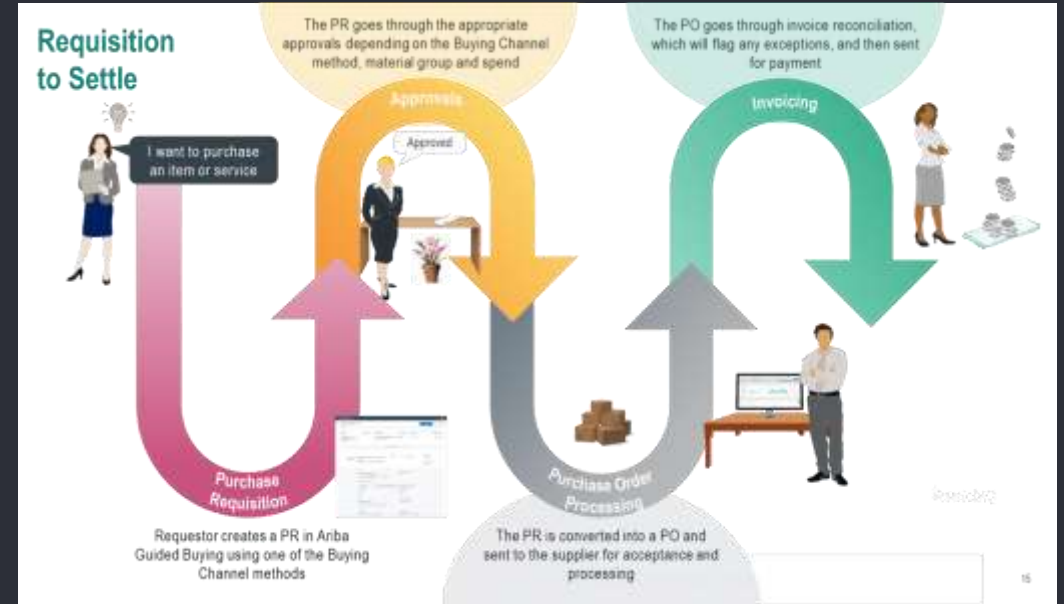 Requisition
to Settle
The PR goes through the appropriate
approvals depending on the Buying Channel
method, material group and spend
The PO goes through invoice reconciliation,
which will flag any exceptions, and then sent
for payment
Approvals
Invoicing
Approved
I want to purchase
an item or service
Purchase
Requisition
Purchase Order
Processing
Requestor creates a PR in Ariba
Guided Buying using one of the Buying
Channel methods
The PR is converted into a PO and
sent to the supplier for acceptance and
processing
15